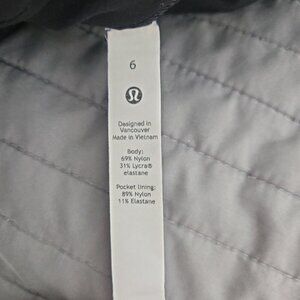 6
Designed in
Vancouver
Made in Vietnam
Body:
69% Nylon
31% Lycra®
elastane
Pocket lining:
89% Nylon
11% Elastane